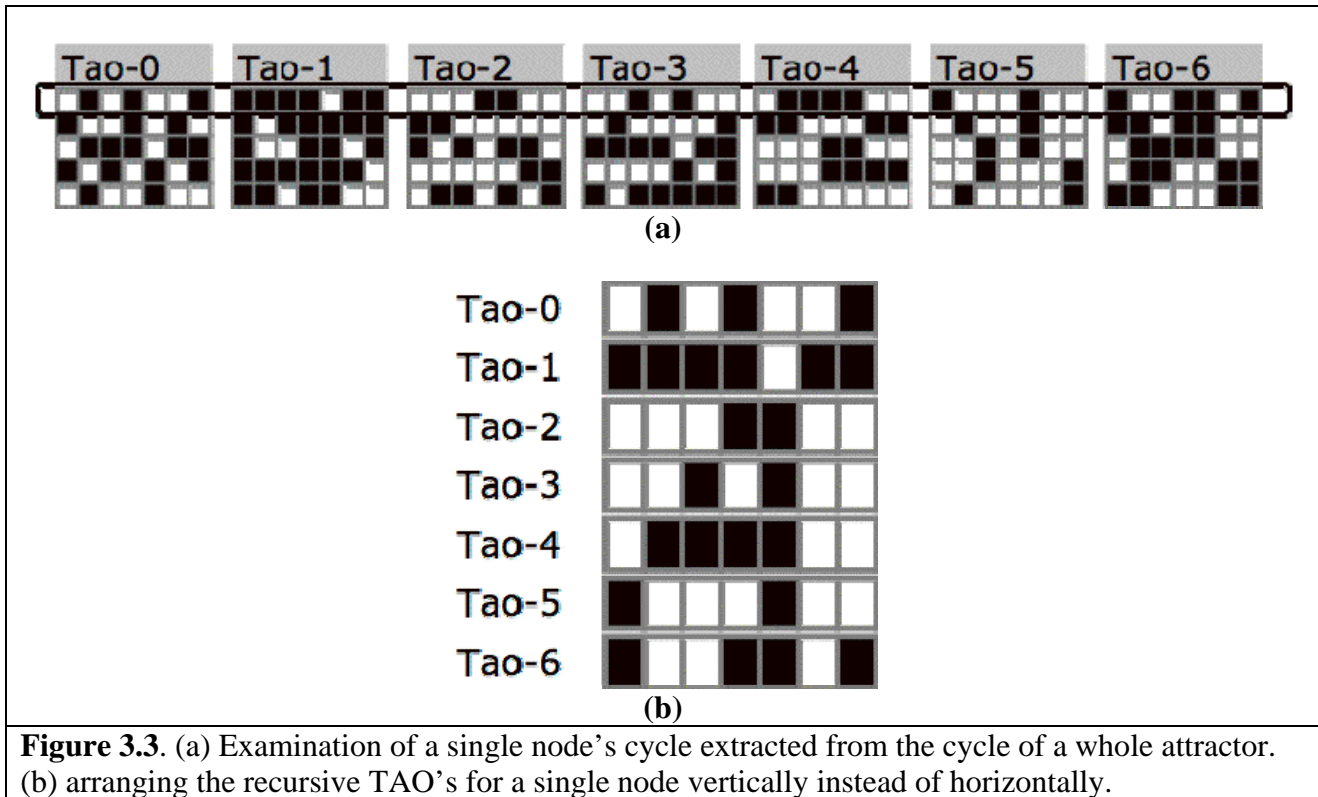 Tao-0 Tao-1 Tao-2 Tao-3 Tao-4 Tao-5 Tao-6
(a)
Tao-0
Tao-1
Tao-2
Tao-3
Tao-4
Tao-5
Tao-6
(b)
Figure 3.3. (a) Examination of a single node’s cycle extracted from the cycle of a whole attractor.
(b) arranging the recursive TAO’s for a single node vertically instead of horizontally.